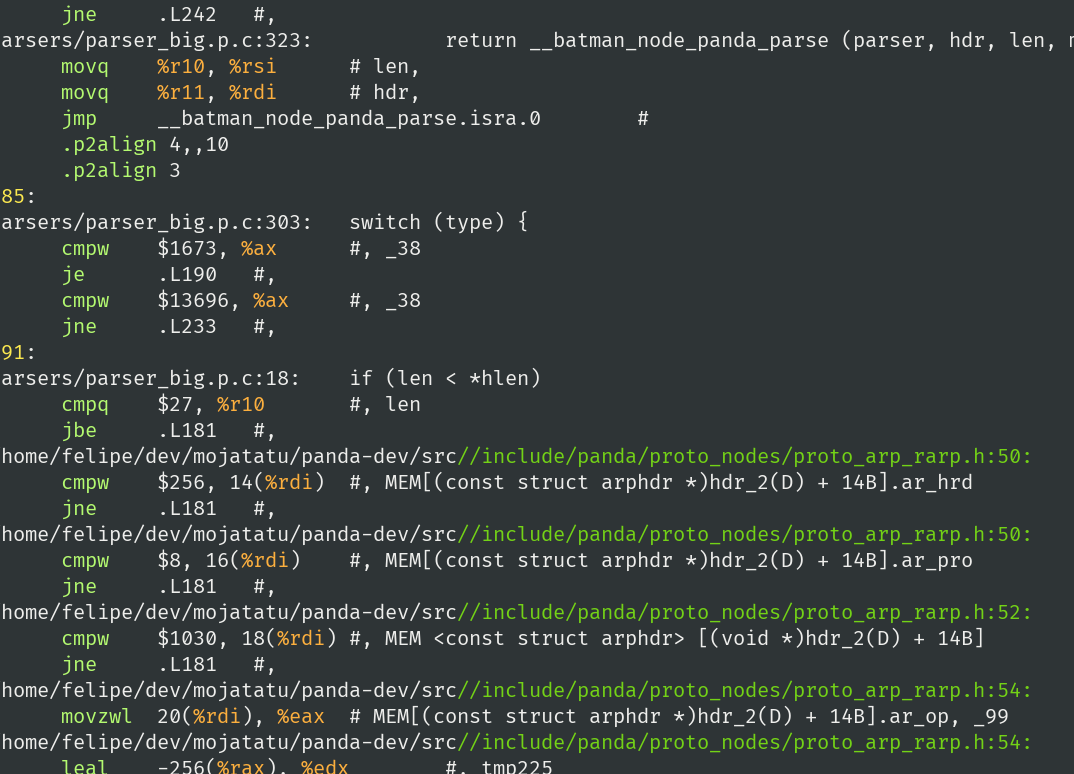 jne .L242 #,
arsers/parser_big.p.c:323: return __batman_node_panda_parse (parser, hdr, len,
movq %r10, %rsi # len,
movq %r11, %rdi # hdr,
jmp __batman_node_panda_parse.isra.0 #
.p2align 4,,10
.p2align 3
85:
arsers/parser_big.p.c:303: switch (type) {
cmpw $1673, %ax #, _38
je .L190 #,
cmpw $13696, %ax #, _38
jne .L233 #,
91:
arsers/parser_big.p.c:18: if (len < *hlen)
cmpq $27, %r10 #, len
jbe .L181 #,
home/felipe/dev/mojatatu/panda-dev/src//include/panda/proto_nodes/proto_arp_rarp.h:50:
cmpw $256, 14(%rdi) #, MEM[(const struct arphdr *)hdr_2(D) + 14B].ar_hrd
jne .L181 #,
home/felipe/dev/mojatatu/panda-dev/src//include/panda/proto_nodes/proto_arp_rarp.h:50:
cmpw $8, 16(%rdi) #, MEM[(const struct arphdr *)hdr_2(D) + 14B].ar_pro
jne .L181 #,
home/felipe/dev/mojatatu/panda-dev/src//include/panda/proto_nodes/proto_arp_rarp.h:52:
cmpw $1030, 18(%rdi) #, MEM <const struct arphdr> [(void *)hdr_2(D) + 14B]
jne .L181 #,
home/felipe/dev/mojatatu/panda-dev/src//include/panda/proto_nodes/proto_arp_rarp.h:54:
movzwl 20(%rdi), %eax # MEM[(const struct arphdr *)hdr_2(D) + 14B].ar_op, _99
home/felipe/dev/mojatatu/panda-dev/src//include/panda/proto_nodes/proto_arp_rarp.h:54:
leal -256(%rax), %edx #, tmp225